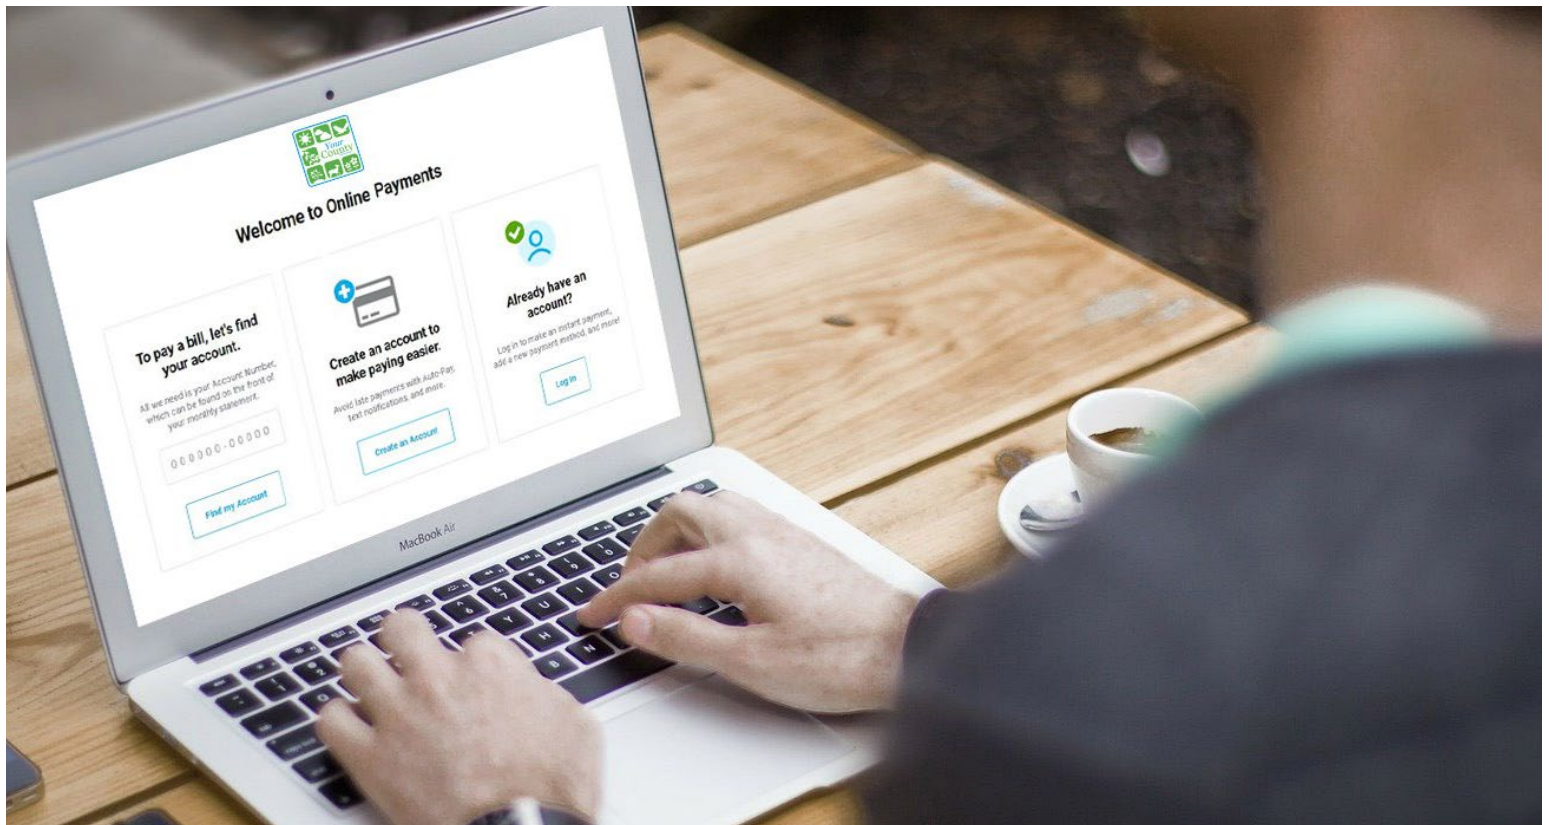 Your
County
Welcome to Online Payments
To pay a bill, let's find
your account.
All we need is your Account Number,
which can be found on the front of
your monthly statement.
000000-00000
Find my Account
Create an account to
make paying easier.
Avoid late payments with Auto-Pay,
text notifications, and more.
Create an Account
Already have an
account?
Log in to make an instant payment,
add a new payment method, and more!
Log In
MacBook Air